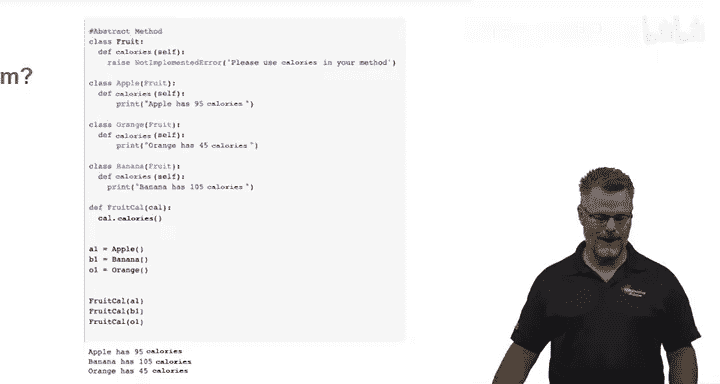 m?
#Abstract Method
class Fruit:
  def calories(self):
    raise NotImplementedError('Please use calories in your method')

class Apple(Fruit):
  def calories(self):
      print("Apple has 95 calories")

class Orange(Fruit):
  def calories(self):
      print("Orange has 45 calories")

class Banana(Fruit):
  def calories(self):
    print("Banana has 105 calories")

def FruitCal(cal):
  cal.calories()

a1 = Apple()
b1 = Banana()
o1 = Orange()

FruitCal(a1)
FruitCal(b1)
FruitCal(o1)

Apple has 95 calories
Banana has 105 calories
Orange has 45 calories